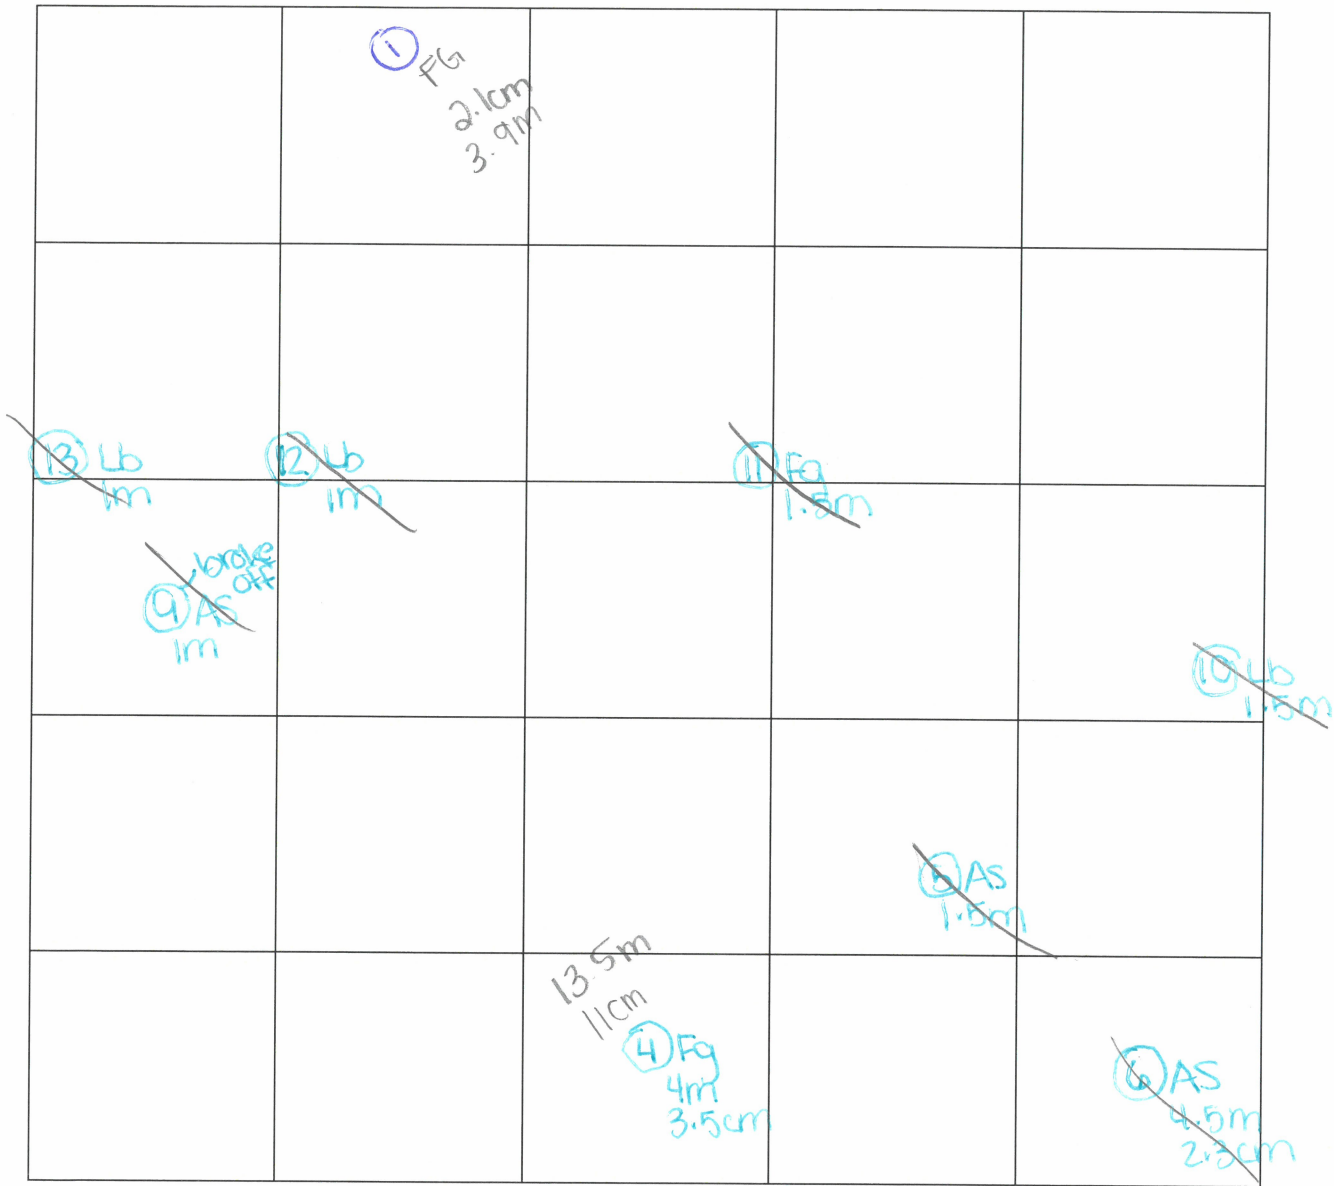 1
FG
2.1cm
3.9m
13 Lb
1m
12 Lb
1m
11 Fg
1.5m
broke
off
9 AS
1m
10 Lb
1.5m
5 AS
1.5m
13.5m
11cm
4 Fg
4m
3.5cm
6 AS
4.5m
2.3cm